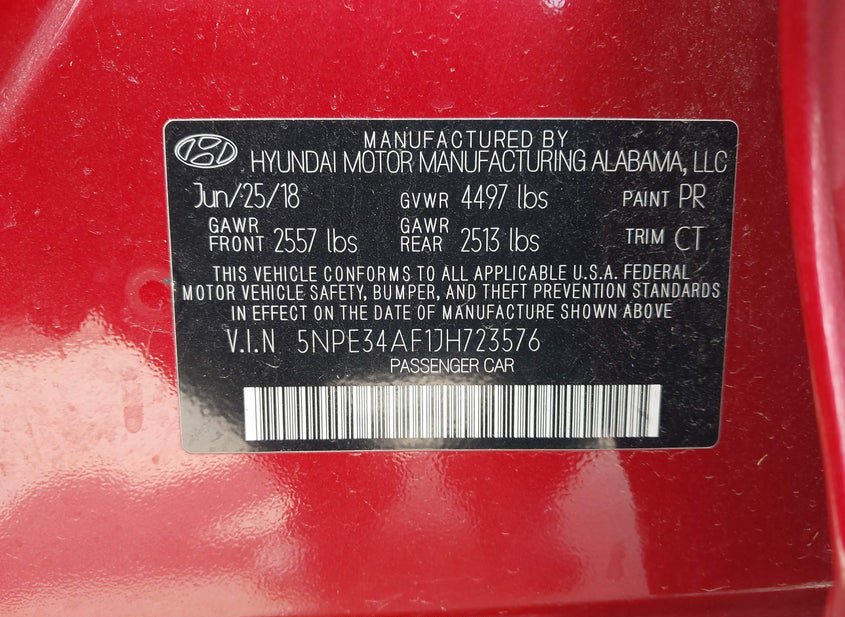 MANUFACTURED BY
HYUNDAI MOTOR MANUFACTURING ALABAMA, LLC
Jun/25/18 GVWR 4497 lbs PAINT PR
GAWR FRONT 2557 lbs GAWR REAR 2513 lbs TRIM CT
THIS VEHICLE CONFORMS TO ALL APPLICABLE U.S.A. FEDERAL
MOTOR VEHICLE SAFETY, BUMPER, AND THEFT PREVENTION STANDARDS
IN EFFECT ON THE DATE OF MANUFACTURE SHOWN ABOVE
V.I.N 5NPE34AF1JH723576
PASSENGER CAR